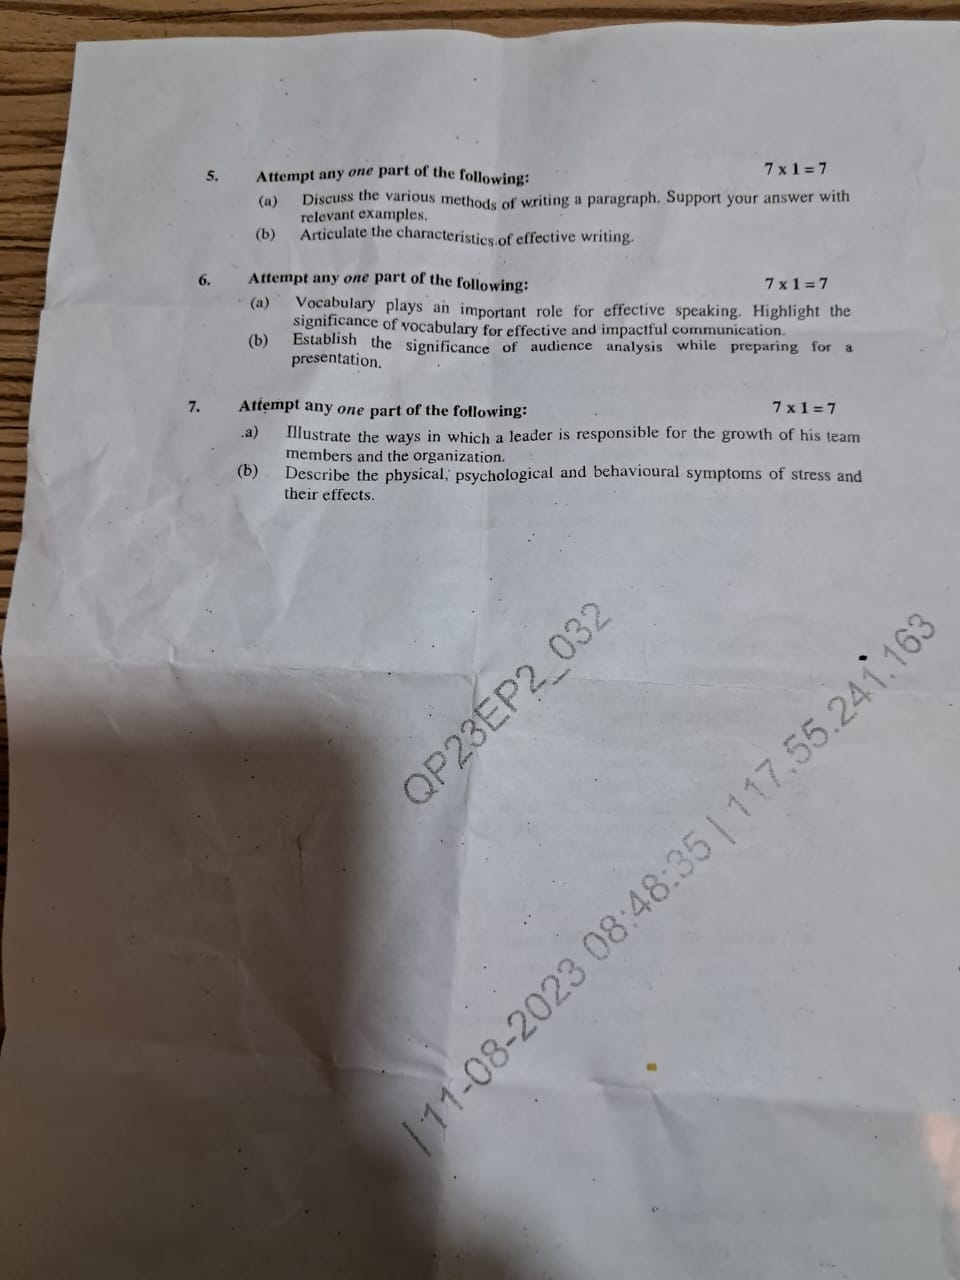 5. Attempt any one part of the following: 7 x 1 = 7
(a) Discuss the various methods of writing a paragraph. Support your answer with
relevant examples.
(b) Articulate the characteristics of effective writing.
6. Attempt any one part of the following: 7 x 1 = 7
(a) Vocabulary plays an important role for effective speaking. Highlight the
significance of vocabulary for effective and impactful communication.
(b) Establish the significance of audience analysis while preparing for a
presentation.
7. Attempt any one part of the following: 7 x 1 = 7
.a) Illustrate the ways in which a leader is responsible for the growth of his team
members and the organization.
(b) Describe the physical, psychological and behavioural symptoms of stress and
their effects.
QP23EP2_032
| 11-08-2023 08:48:35 | 117.55.241.163